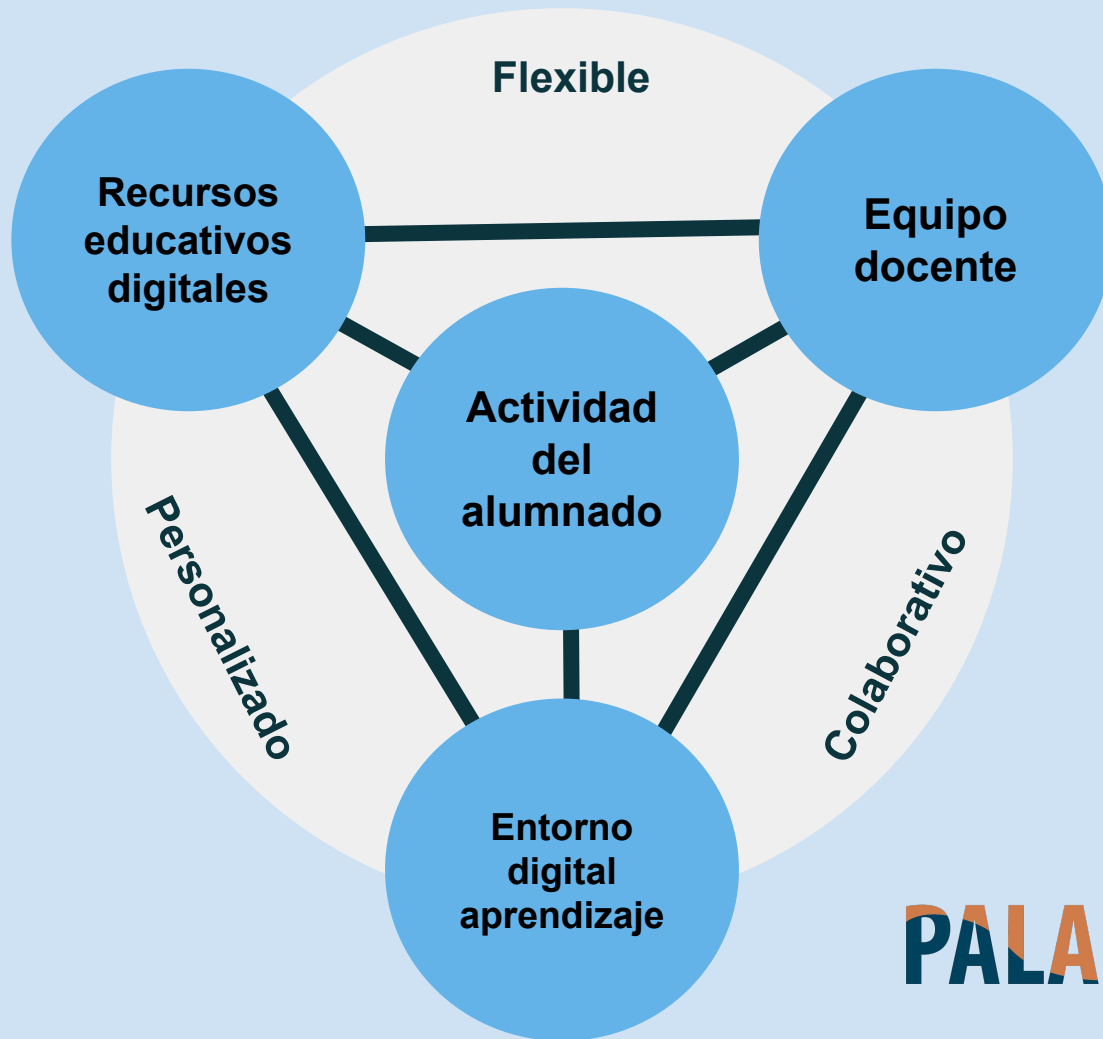 Flexible
Recursos
educativos
digitales
Equipo
docente
Actividad
del
alumnado
Personalizado
Colaborativo
Entorno
digital
aprendizaje
PALA